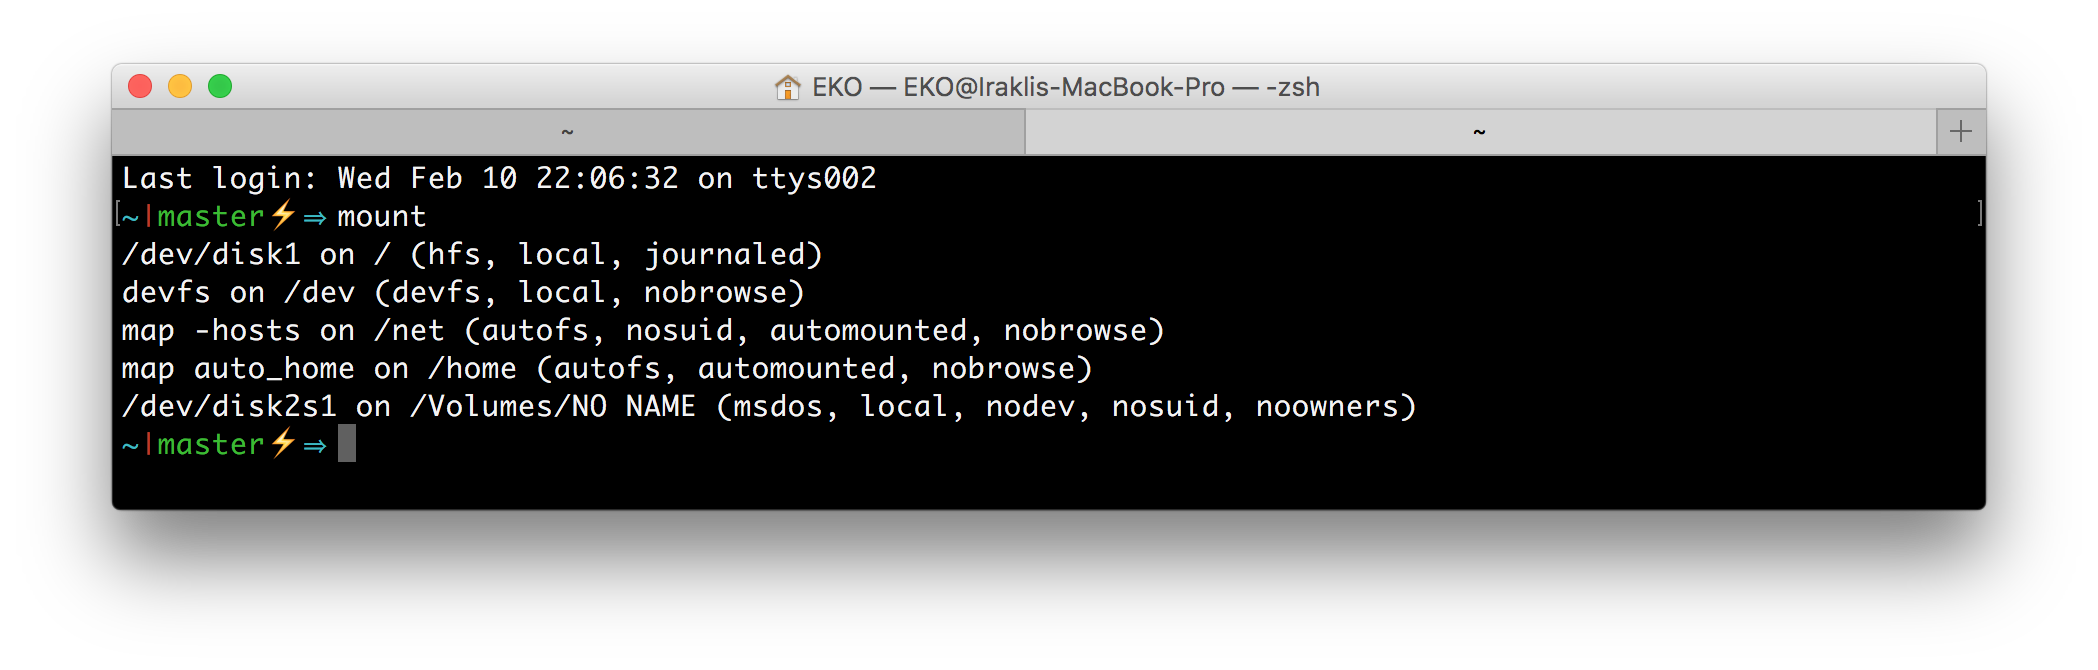 EKO — EKO@Iraklis-MacBook-Pro — -zsh
~ ~
Last login: Wed Feb 10 22:06:32 on ttys002
[~|master⚡⇒ mount ]
/dev/disk1 on / (hfs, local, journaled)
devfs on /dev (devfs, local, nobrowse)
map -hosts on /net (autofs, nosuid, automounted, nobrowse)
map auto_home on /home (autofs, automounted, nobrowse)
/dev/disk2s1 on /Volumes/NO NAME (msdos, local, nodev, nosuid, noowners)
~|master⚡⇒